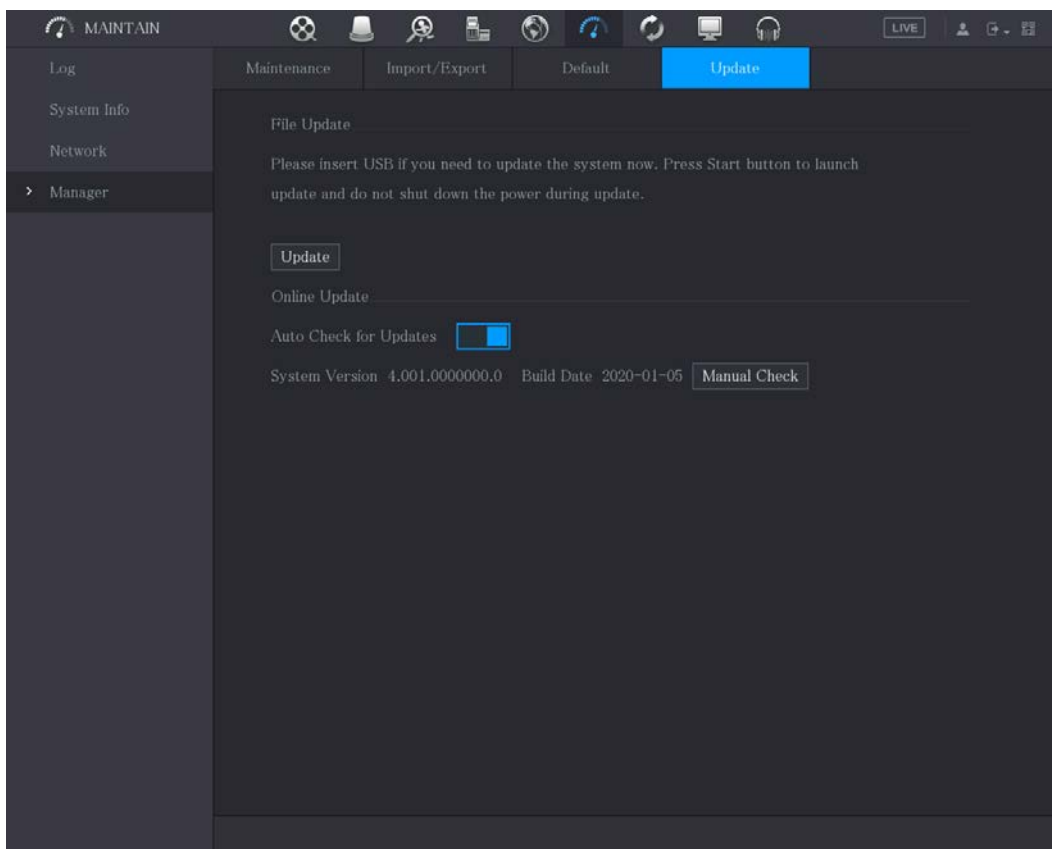 MAINTAIN
LIVE
Log
System Info
Network
Manager
Maintenance
Import/Export
Default
Update
File Update
Please insert USB if you need to update the system now. Press Start button to launch
update and do not shut down the power during update.
Update
Online Update
Auto Check for Updates
System Version 4.001.0000000.0 Build Date 2020-01-05 Manual Check